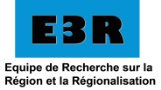 E3R
Equipe de Recherche sur la
Région et la Régionalisation